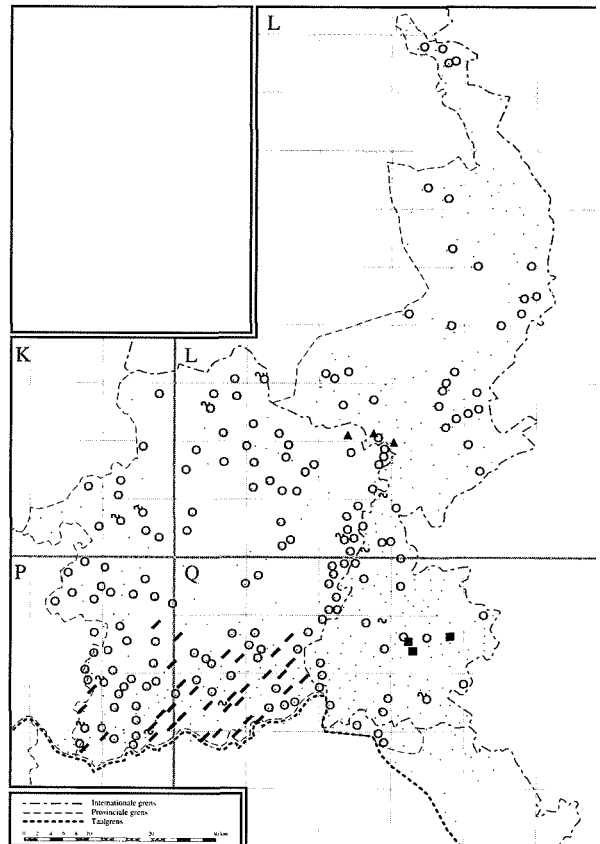 L
K L
P Q
Internationale grens
Provinciale grens
Taalgrens